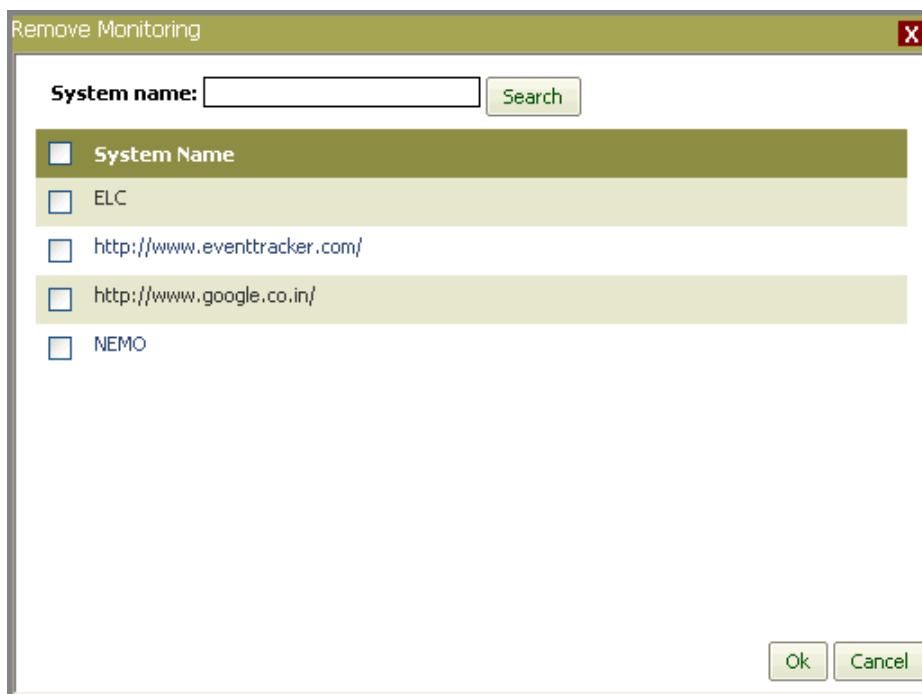 Remove Monitoring
X
System name:
Search
System Name
ELC
http://www.eventtracker.com/
http://www.google.co.in/
NEMO
Ok
Cancel